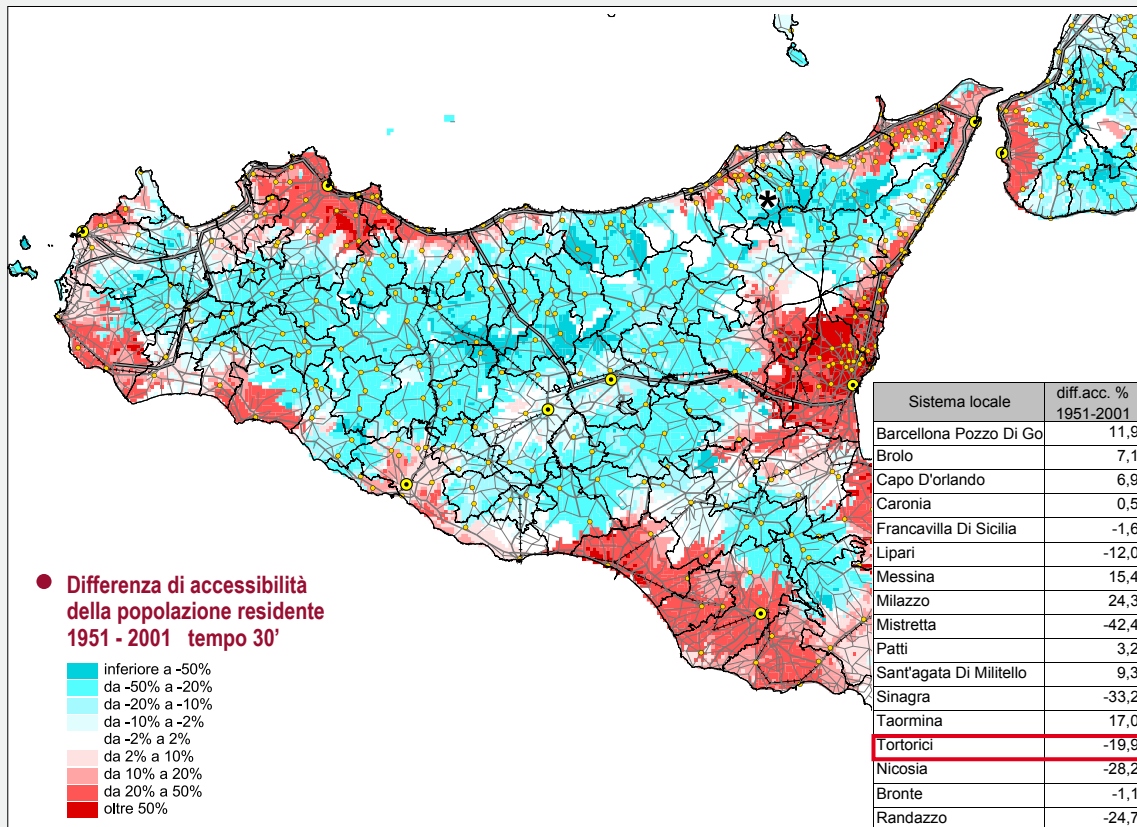 Sistema locale
diff.acc. %
1951-2001
Barcellona Pozzo Di Go 11,9
Brolo 7,1
Capo D'orlando 6,9
Caronia 0,5
Francavilla Di Sicilia -1,6
Lipari -12,0
Messina 15,4
Milazzo 24,3
Mistretta -42,4
Patti 3,2
Sant'agata Di Militello 9,3
Sinagra -33,2
Taormina 17,0
Tortorici -19,9
Nicosia -28,2
Bronte -1,1
Randazzo -24,7
Differenza di accessibilità
della popolazione residente
1951 - 2001 tempo 30'
inferiore a -50%
da -50% a -20%
da -20% a -10%
da -10% a -2%
da -2% a 2%
da 2% a 10%
da 10% a 20%
da 20% a 50%
oltre 50%